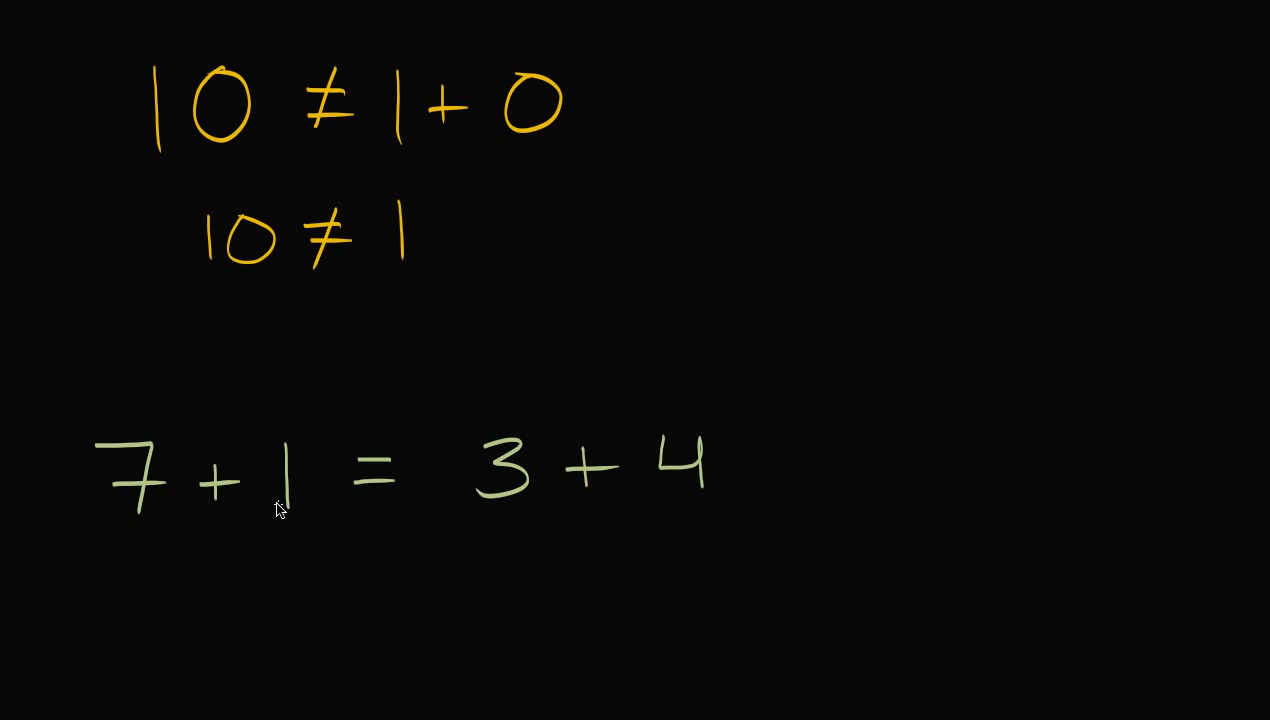 10 ≠ 1 + 0
10 ≠ 1
7 + 1 = 3 + 4